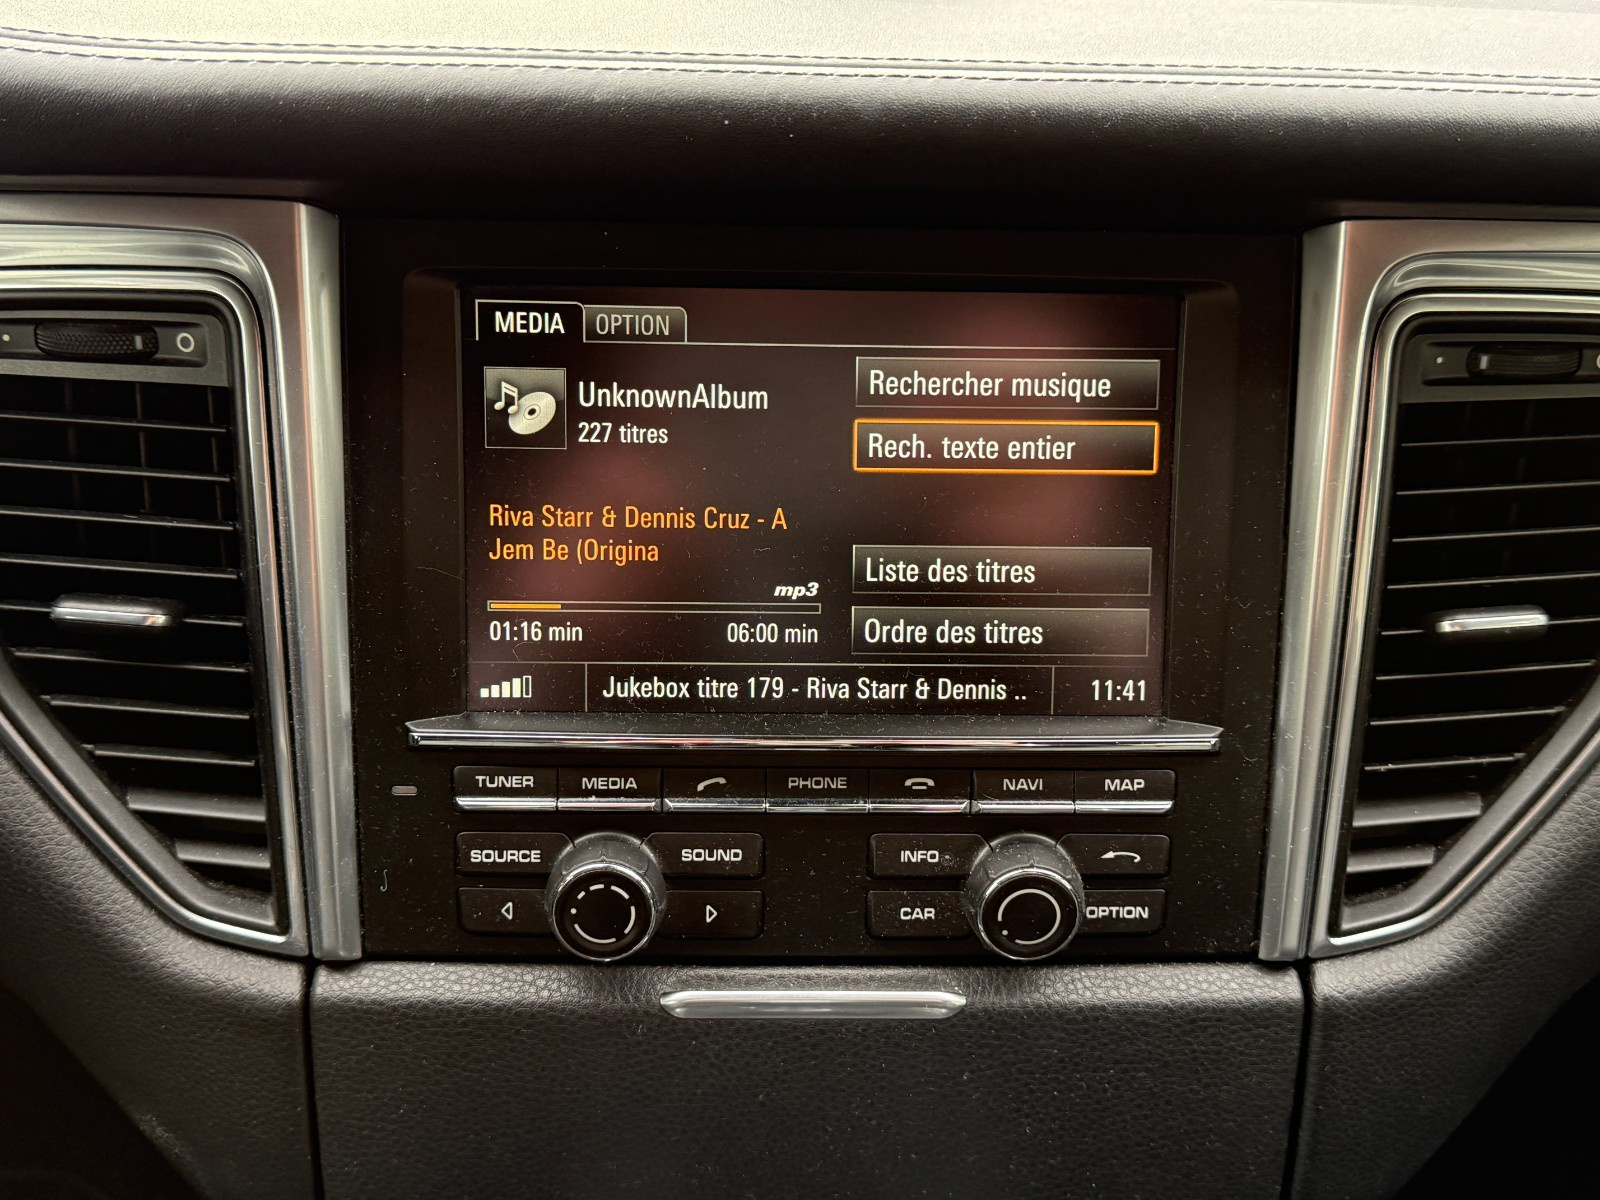 MEDIA OPTION
UnknownAlbum
227 titres
Rechercher musique
Rech. texte entier
Riva Starr & Dennis Cruz - A
Jem Be (Origina
mp3
01:16 min 06:00 min
Liste des titres
Ordre des titres
Jukebox titre 179 - Riva Starr & Dennis .. 11:41
TUNER MEDIA PHONE NAVI MAP
SOURCE SOUND INFO
CAR OPTION